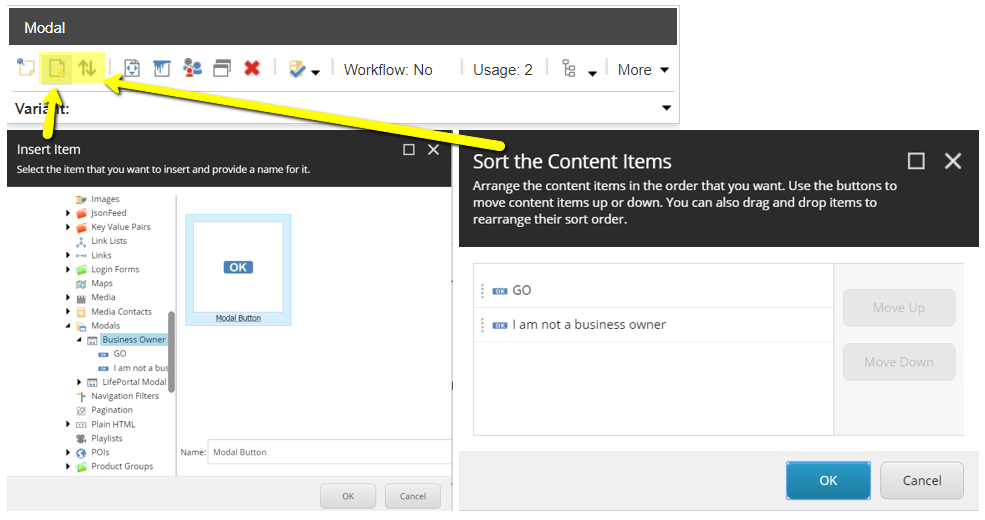 Modal
Workflow: No
Usage: 2
More
Variant:
Insert Item
Select the item that you want to insert and provide a name for it.
Images
JsonFeed
Key Value Pairs
Link Lists
Links
Login Forms
Maps
Media
Media Contacts
Modals
Business Owner
GO
I am not a bus
LifePortal Modal
Navigation Filters
Pagination
Plain HTML
Playlists
POIs
Product Groups
OK
Modal Button
Name: Modal Button
OK
Cancel
Sort the Content Items
Arrange the content items in the order that you want. Use the buttons to
move content items up or down. You can also drag and drop items to
rearrange their sort order.
OK GO
OK I am not a business owner
Move Up
Move Down
OK
Cancel